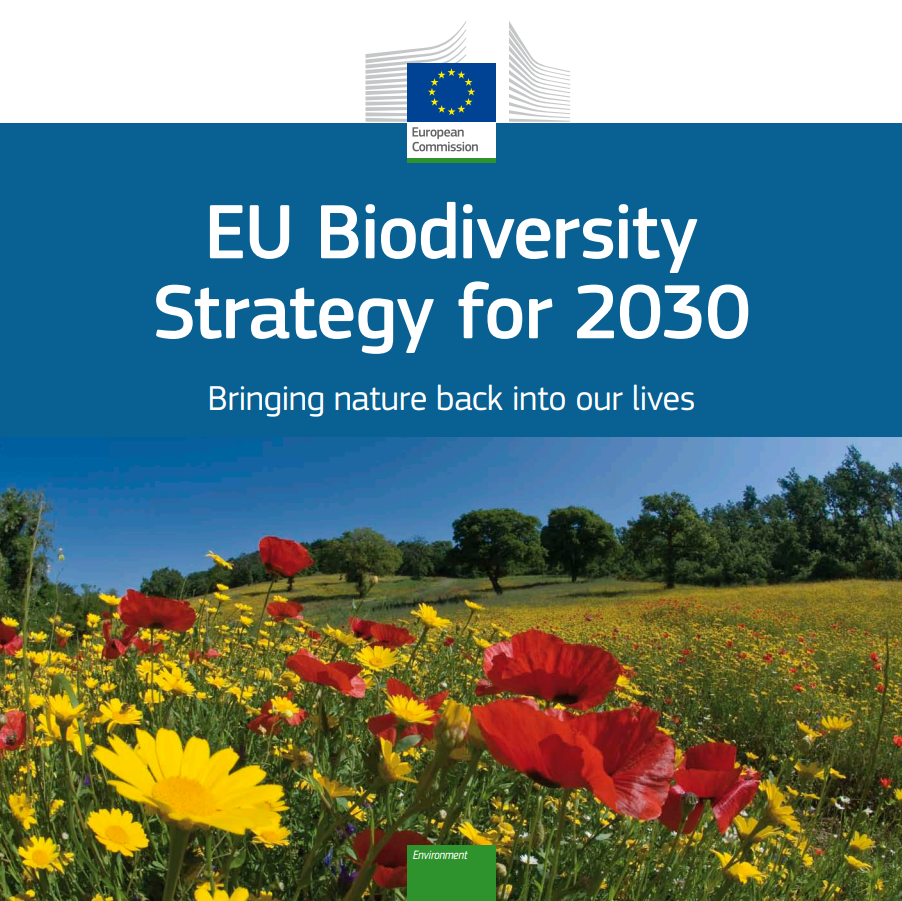 European
Commission
EU Biodiversity
Strategy for 2030
Bringing nature back into our lives
Environment